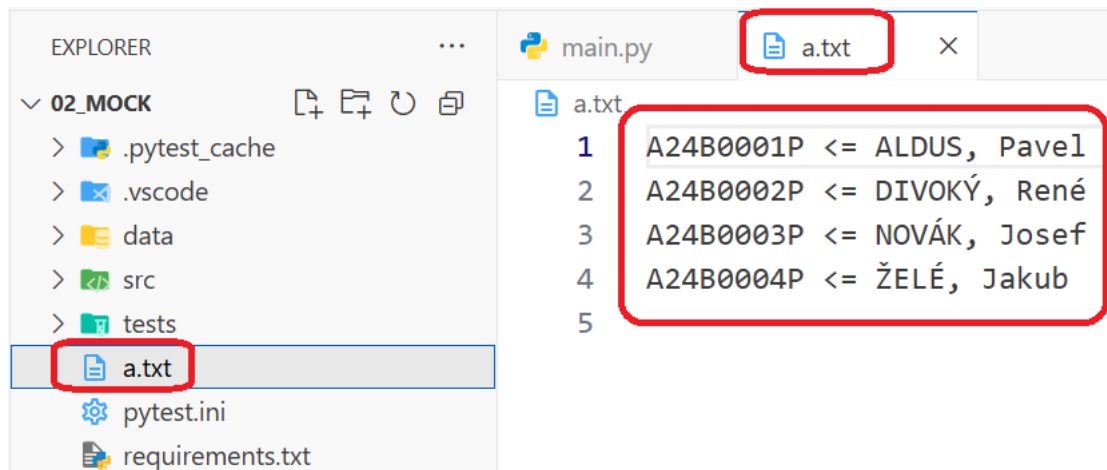 EXPLORER
...
02_MOCK
.pytest_cache
.vscode
data
src
tests
a.txt
pytest.ini
requirements.txt
main.py
a.txt
a.txt
1 A24B0001P <= ALDUS, Pavel
2 A24B0002P <= DIVOKÝ, René
3 A24B0003P <= NOVÁK, Josef
4 A24B0004P <= ŽELÉ, Jakub
5